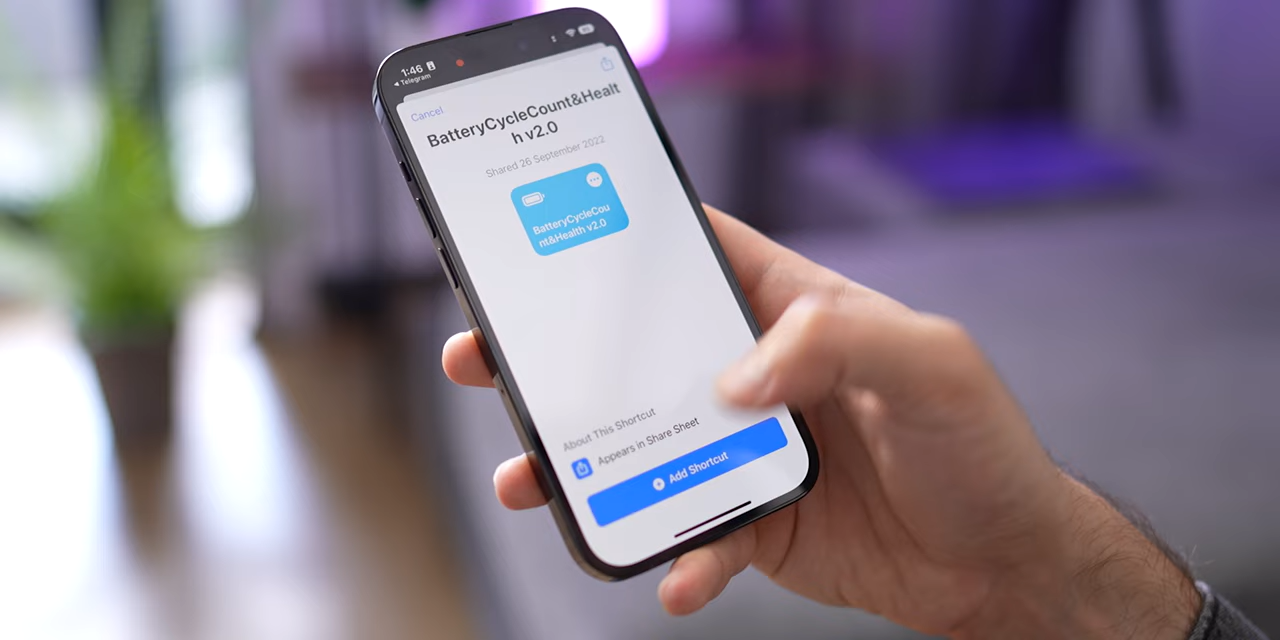 1:46
◀ Telegram
Cancel
BatteryCycleCount&Healt
h v2.0
Shared 26 September 2022
BatteryCycleCou
nt&Health v2.0
About This Shortcut
Appears in Share Sheet
Add Shortcut